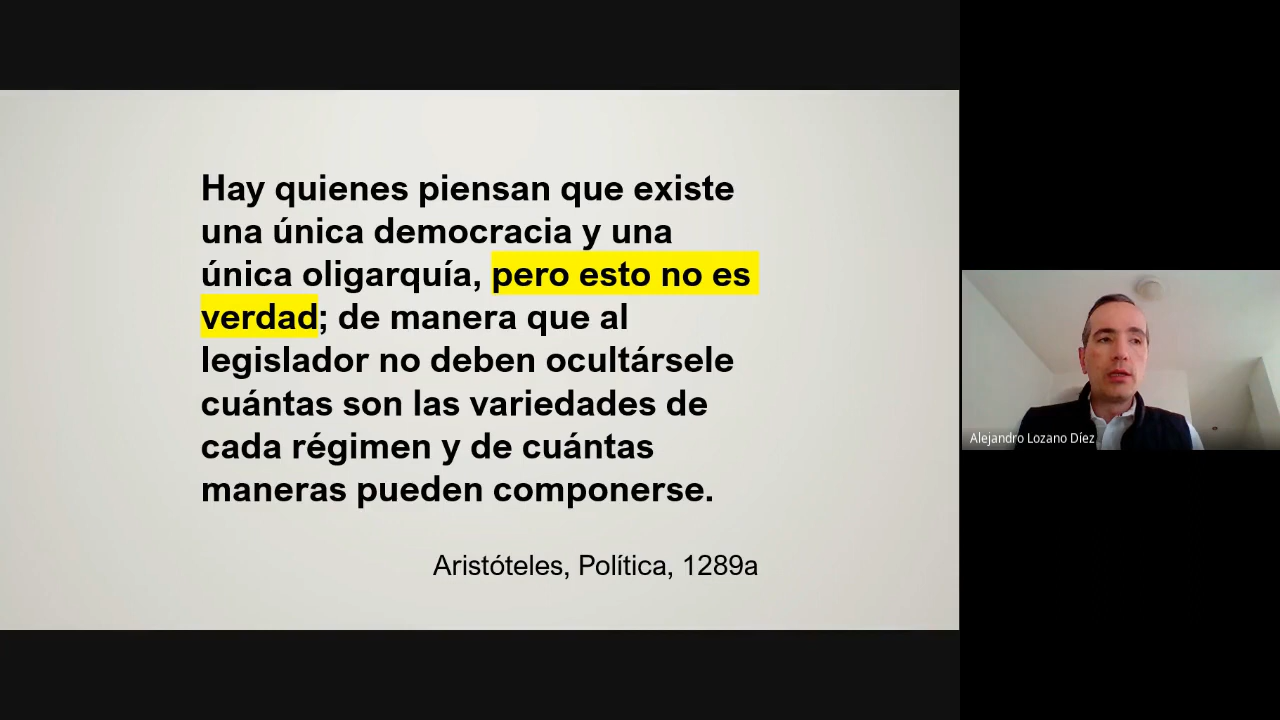 Hay quienes piensan que existe
una única democracia y una
única oligarquía, pero esto no es
verdad; de manera que al
legislador no deben ocultársele
cuántas son las variedades de
cada régimen y de cuántas
maneras pueden componerse.
Aristóteles, Política, 1289a
Alejandro Lozano Díez